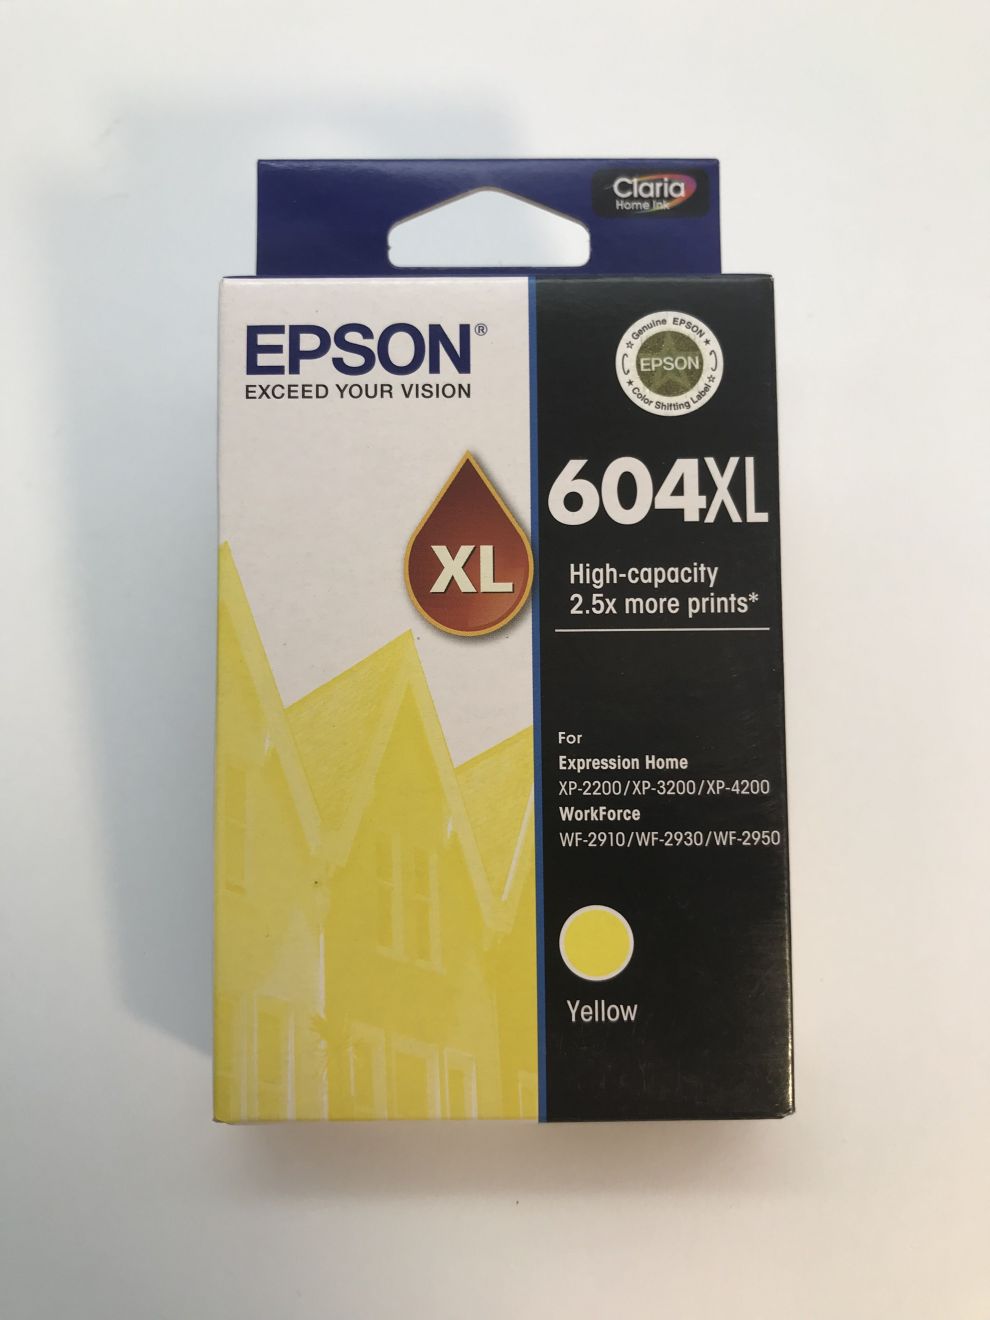 Claria
Home Ink
EPSON®
EXCEED YOUR VISION
Genuine EPSON
EPSON
Color Shifting Label
XL
604XL
High-capacity
2.5x more prints*
For
Expression Home
XP-2200/XP-3200/XP-4200
WorkForce
WF-2910/WF-2930/WF-2950
Yellow